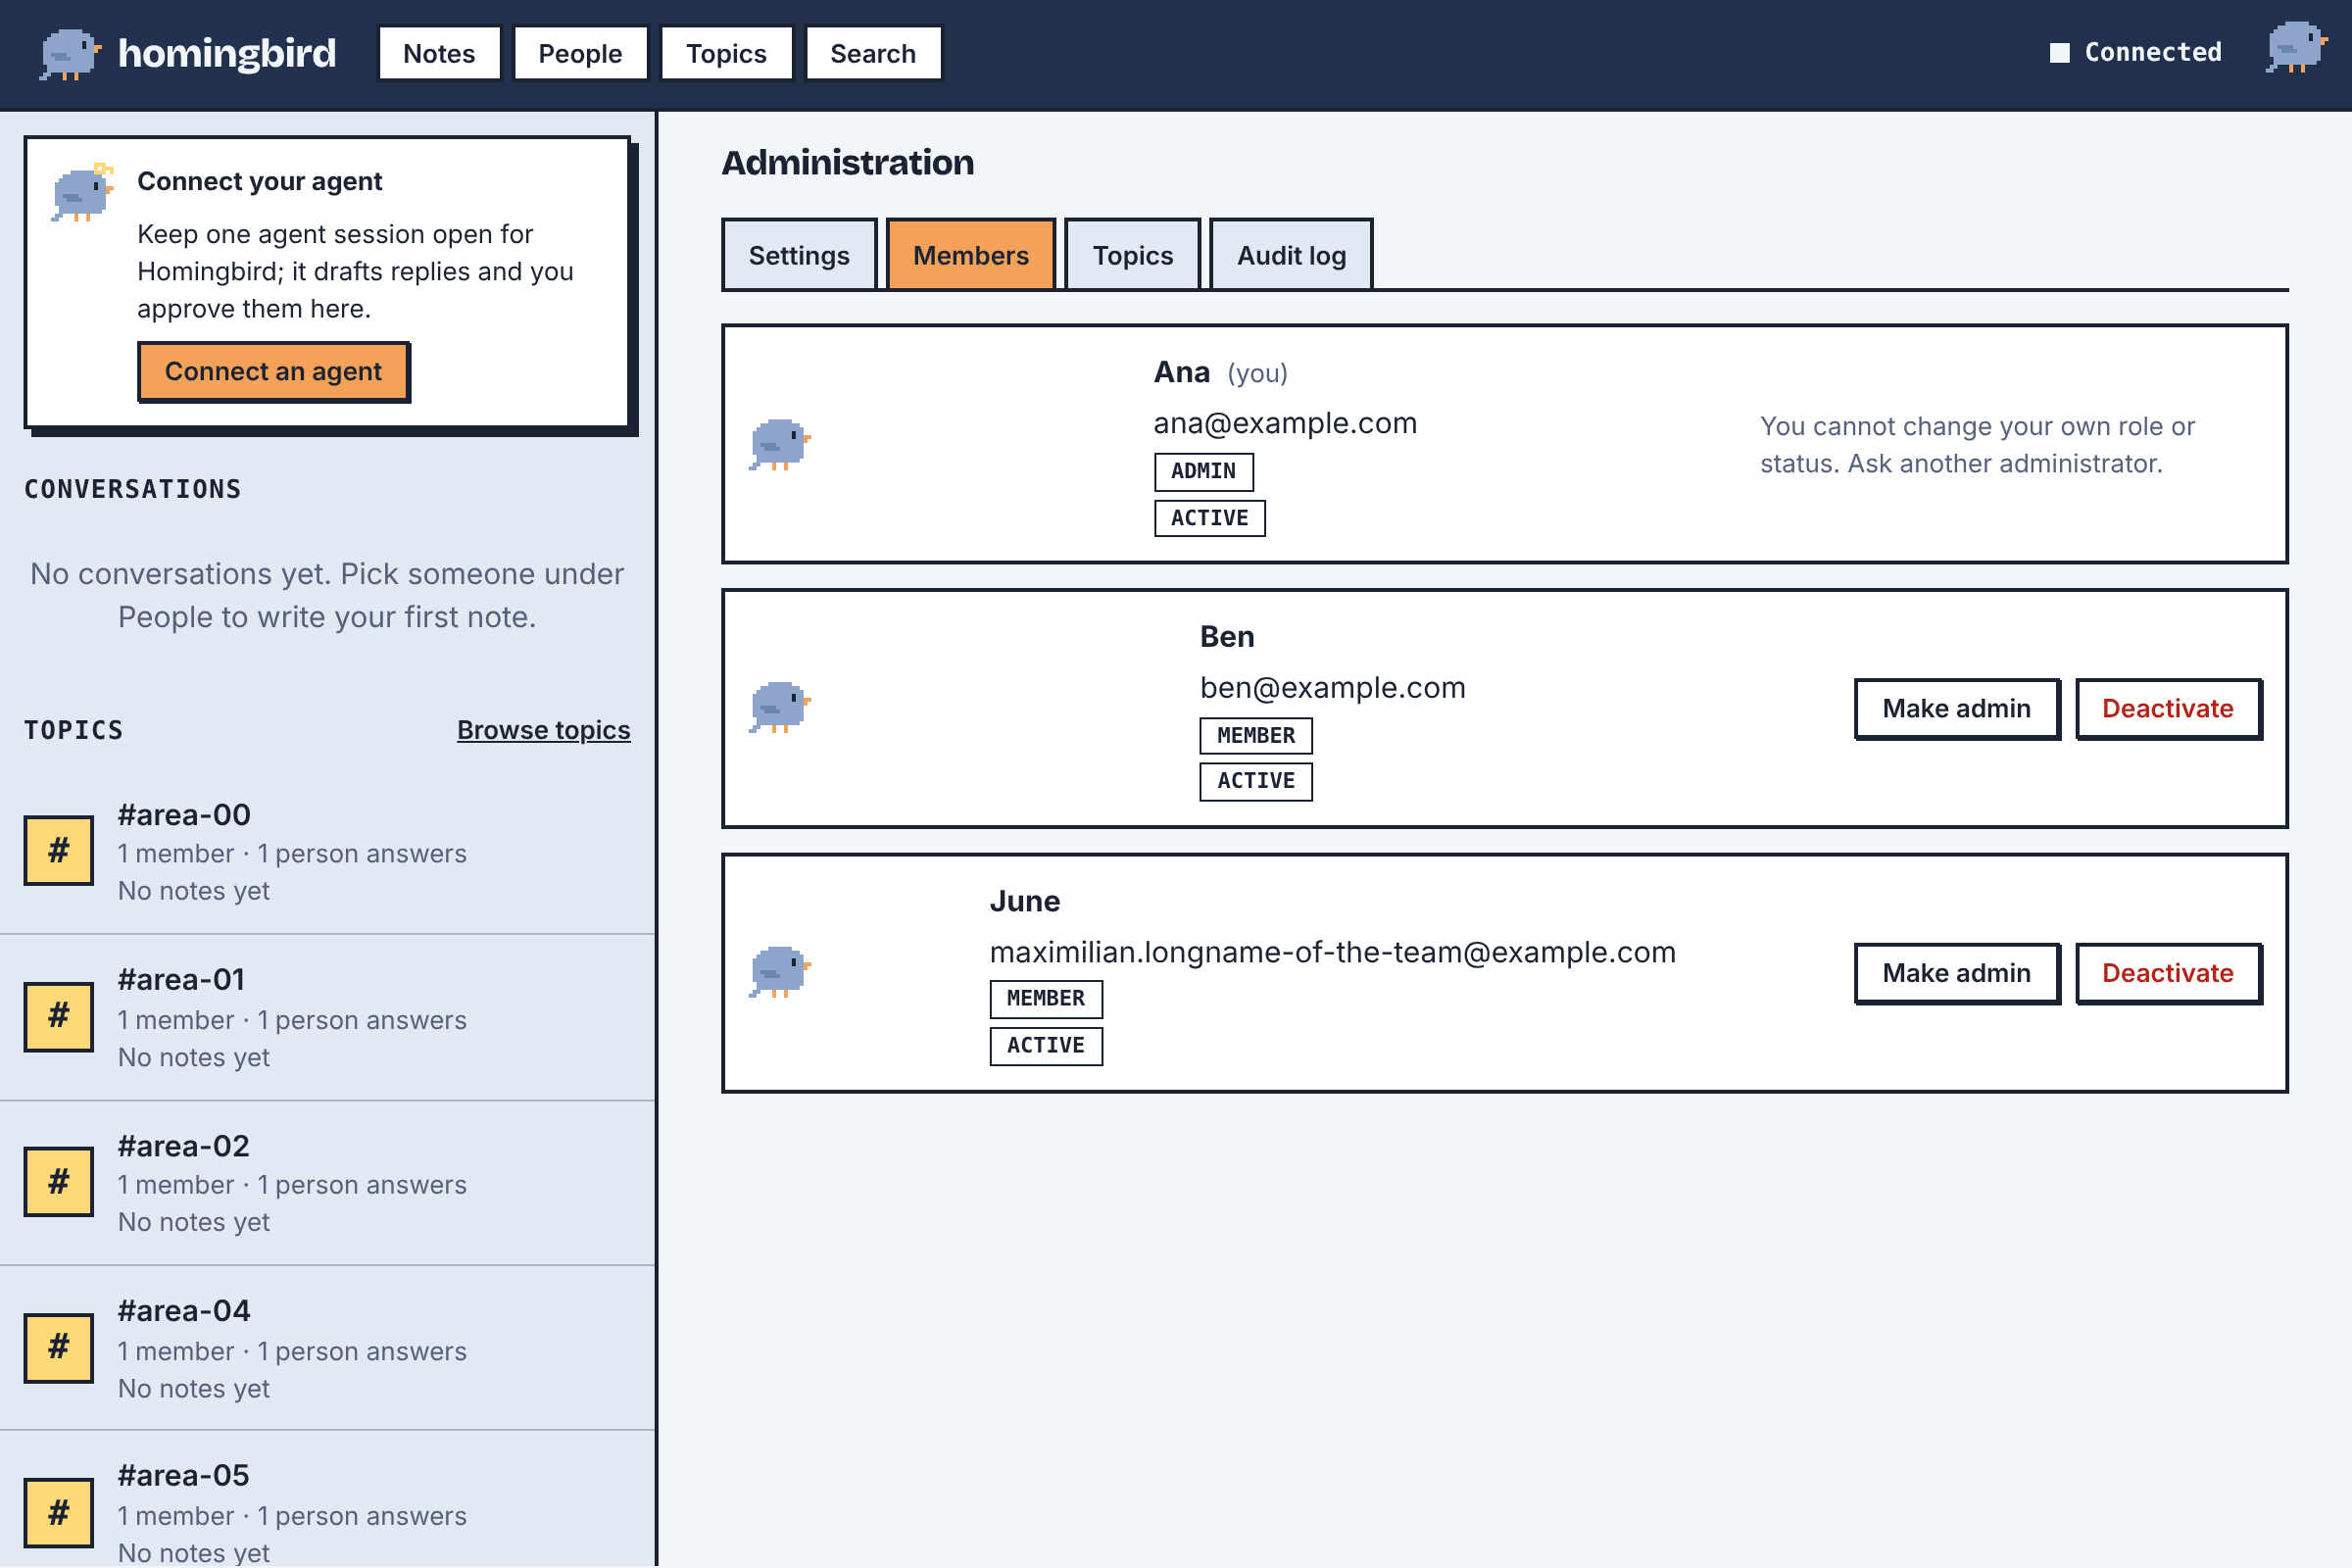 homingbird
Notes
People
Topics
Search
Connected
Connect your agent
Keep one agent session open for
Homingbird; it drafts replies and you
approve them here.
Connect an agent
CONVERSATIONS
No conversations yet. Pick someone under
People to write your first note.
TOPICS
Browse topics
#
#area-00
1 member · 1 person answers
No notes yet
#
#area-01
1 member · 1 person answers
No notes yet
#
#area-02
1 member · 1 person answers
No notes yet
#
#area-04
1 member · 1 person answers
No notes yet
#
#area-05
1 member · 1 person answers
No notes yet
Administration
Settings
Members
Topics
Audit log
Ana (you)
ana@example.com
ADMIN
ACTIVE
You cannot change your own role or
status. Ask another administrator.
Ben
ben@example.com
MEMBER
ACTIVE
Make admin
Deactivate
June
maximilian.longname-of-the-team@example.com
MEMBER
ACTIVE
Make admin
Deactivate